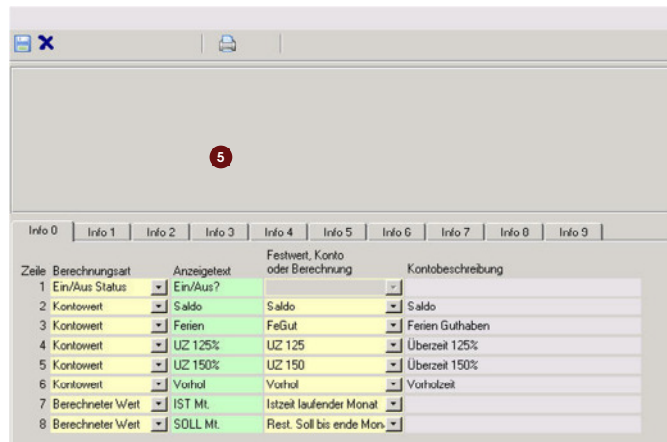 5
Info 0 Info 1 Info 2 Info 3 Info 4 Info 5 Info 6 Info 7 Info 8 Info 9
Festwert, Konto
Zeile Berechnungsart Anzeigetext oder Berechnung Kontobeschreibung
1 Ein/Aus Status Ein/Aus?
2 Kontowert Saldo Saldo Saldo
3 Kontowert Ferien FeGut Ferien Guthaben
4 Kontowert UZ 125% UZ 125 Überzeit 125%
5 Kontowert UZ 150% UZ 150 Überzeit 150%
6 Kontowert Vorhol Vorhol Vorholzeit
7 Berechneter Wert IST Mt. Istzeit laufender Monat
8 Berechneter Wert SOLL Mt. Rest. Soll bis ende Mon